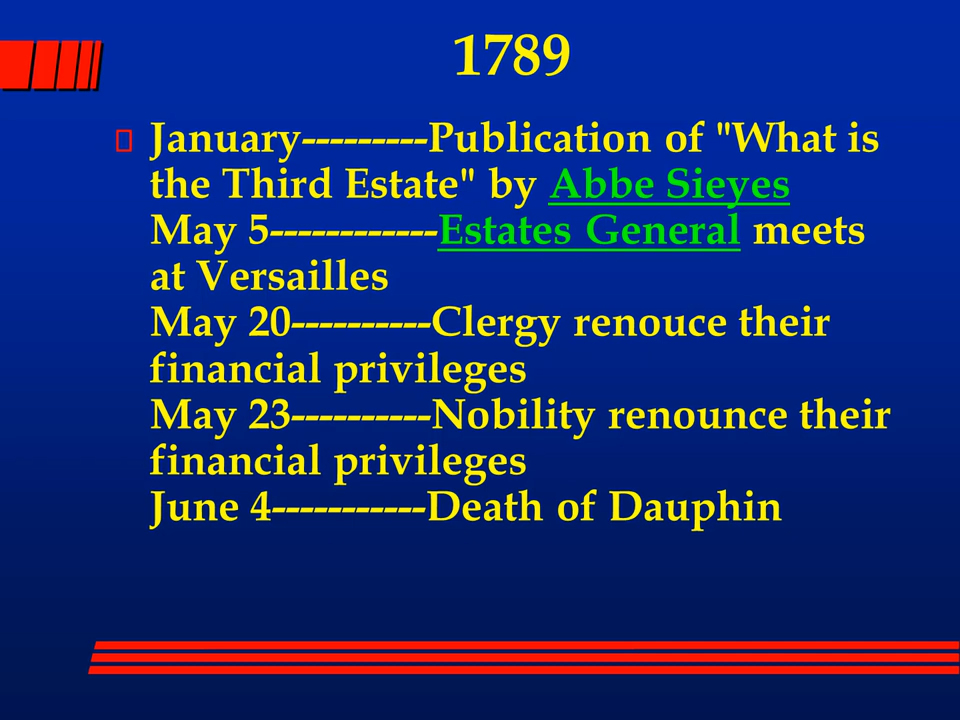 1789
January---------Publication of "What is
the Third Estate" by Abbe Sieyes
May 5------------Estates General meets
at Versailles
May 20----------Clergy renouce their
financial privileges
May 23----------Nobility renounce their
financial privileges
June 4-----------Death of Dauphin